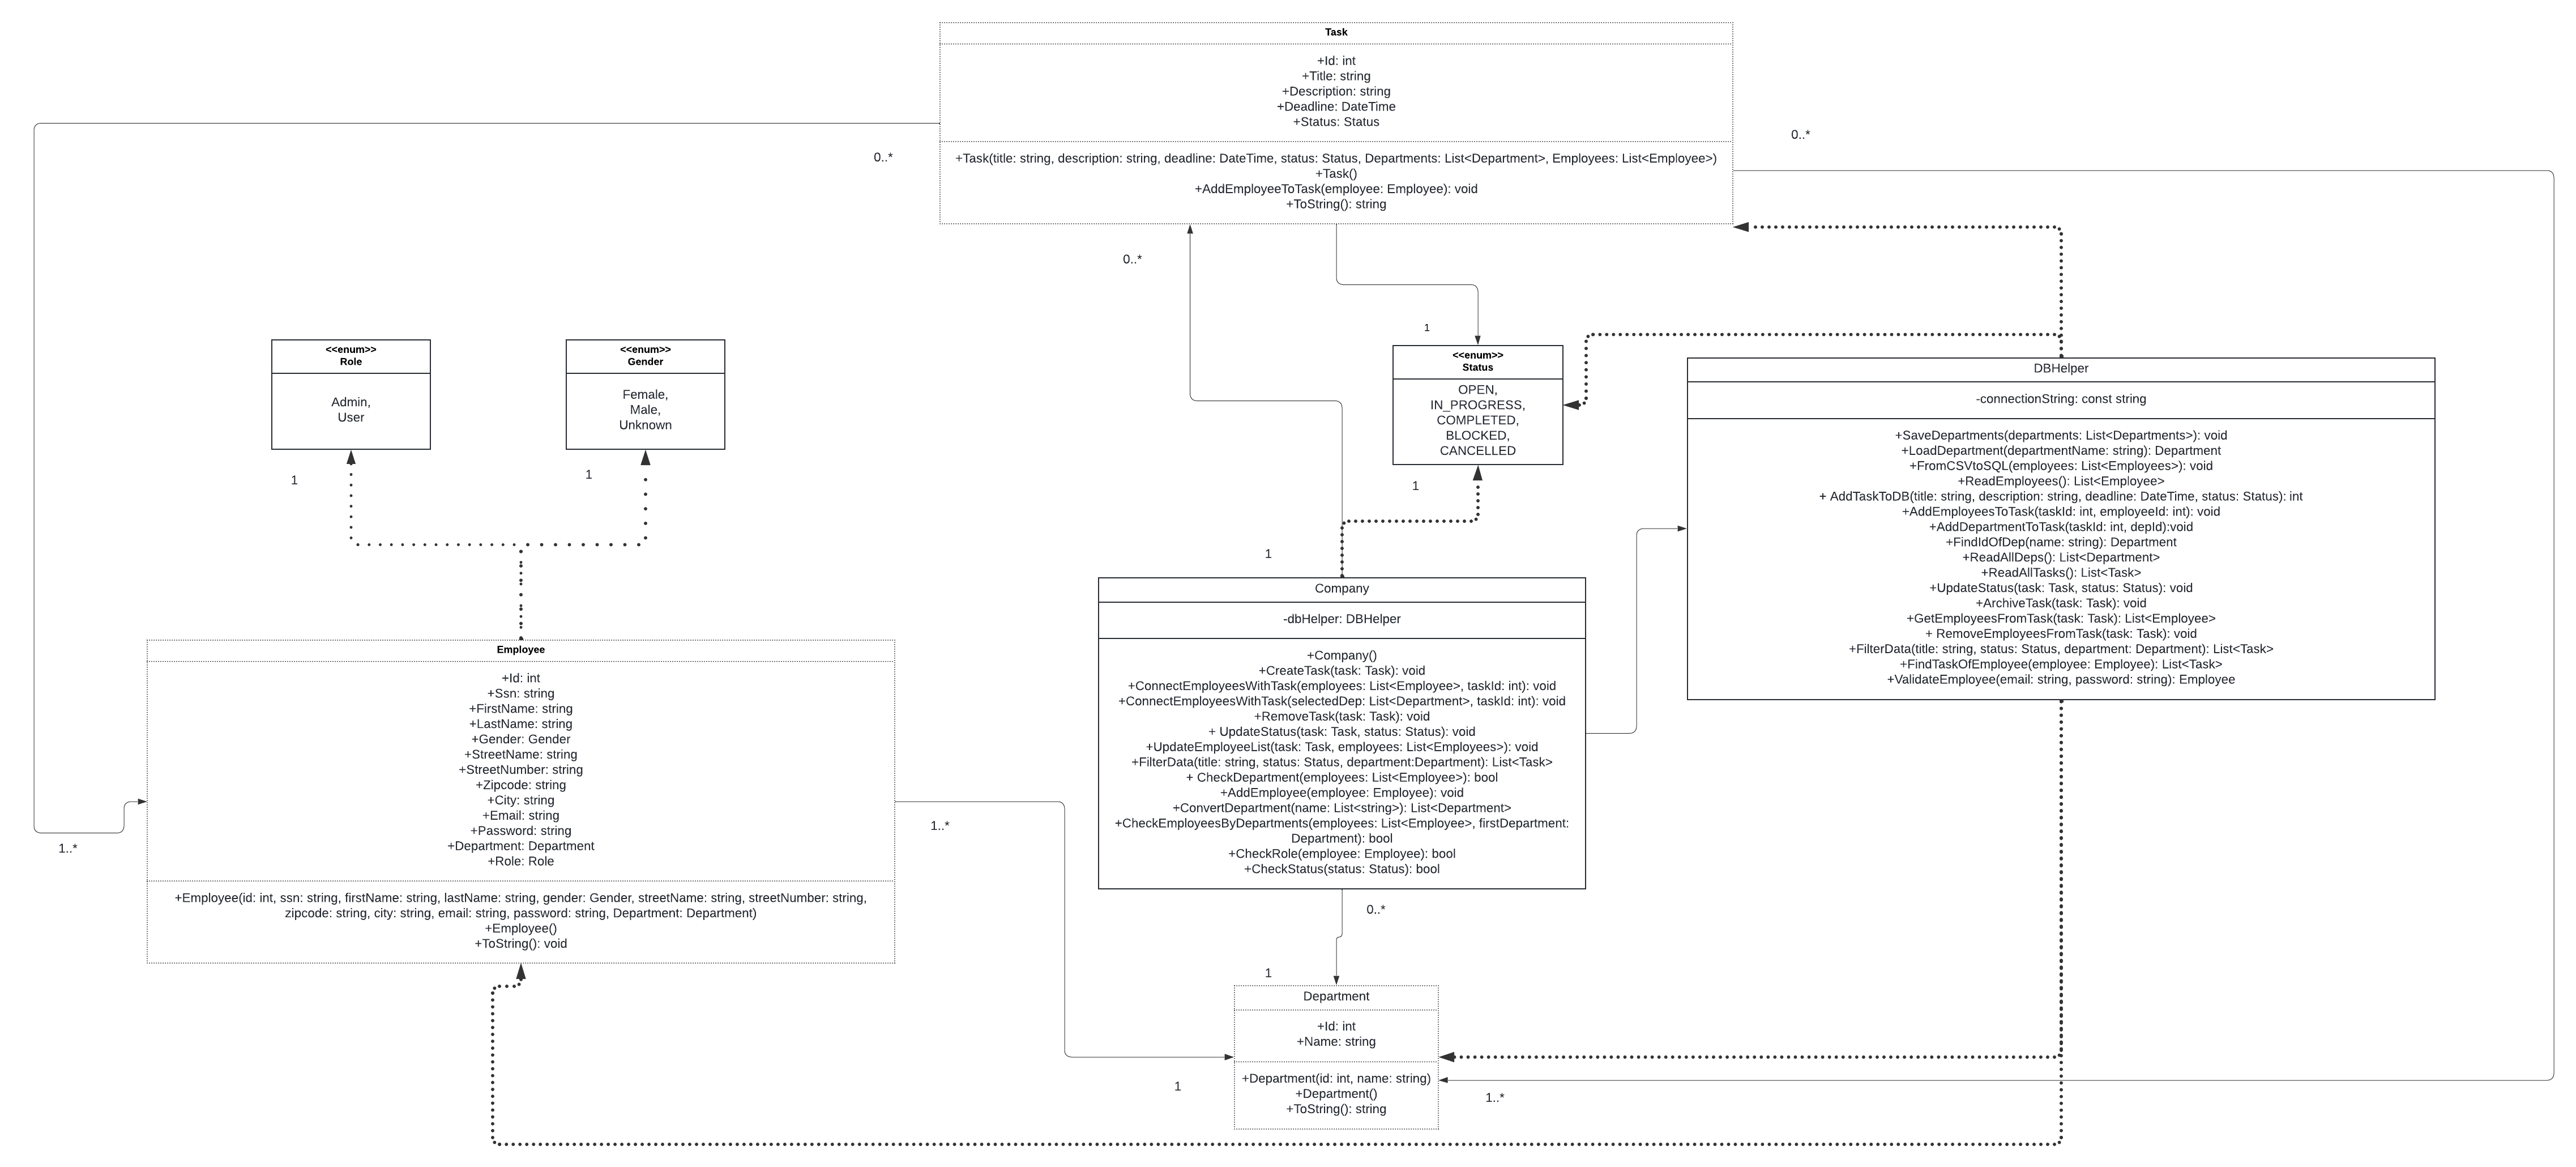 Task
+Id: int
+Title: string
+Description: string
+Deadline: DateTime
+Status: Status
+Task(title: string, description: string, deadline: DateTime, status: Status, Departments: List<Department>, Employees: List<Employee>)
+Task()
+AddEmployeeToTask(employee: Employee): void
+ToString(): string
0..*
0..*
0..*
1
<<enum>>
Role
Admin,
User
1
<<enum>>
Gender
Female,
Male,
Unknown
1
<<enum>>
Status
OPEN,
IN_PROGRESS,
COMPLETED,
BLOCKED,
CANCELLED
1
1
DBHelper
-connectionString: const string
+SaveDepartments(departments: List<Departments>): void
+LoadDepartment(departmentName: string): Department
+FromCSVtoSQL(employees: List<Employees>): void
+ReadEmployees(): List<Employee>
+ AddTaskToDB(title: string, description: string, deadline: DateTime, status: Status): int
+AddEmployeesToTask(taskId: int, employeeId: int): void
+AddDepartmentToTask(taskId: int, depId):void
+FindIdOfDep(name: string): Department
+ReadAllDeps(): List<Department>
+ReadAllTasks(): List<Task>
+UpdateStatus(task: Task, status: Status): void
+ArchiveTask(task: Task): void
+GetEmployeesFromTask(task: Task): List<Employee>
+ RemoveEmployeesFromTask(task: Task): void
+FilterData(title: string, status: Status, department: Department): List<Task>
+FindTaskOfEmployee(employee: Employee): List<Task>
+ValidateEmployee(email: string, password: string): Employee
Company
-dbHelper: DBHelper
+Company()
+CreateTask(task: Task): void
+ConnectEmployeesWithTask(employees: List<Employee>, taskId: int): void
+ConnectEmployeesWithTask(selectedDep: List<Department>, taskId: int): void
+RemoveTask(task: Task): void
+ UpdateStatus(task: Task, status: Status): void
+UpdateEmployeeList(task: Task, employees: List<Employees>): void
+FilterData(title: string, status: Status, department:Department): List<Task>
+ CheckDepartment(employees: List<Employee>): bool
+AddEmployee(employee: Employee): void
+ConvertDepartment(name: List<string>): List<Department>
+CheckEmployeesByDepartments(employees: List<Employee>, firstDepartment:
Department): bool
+CheckRole(employee: Employee): bool
+CheckStatus(status: Status): bool
Employee
+Id: int
+Ssn: string
+FirstName: string
+LastName: string
+Gender: Gender
+StreetName: string
+StreetNumber: string
+Zipcode: string
+City: string
+Email: string
+Password: string
+Department: Department
+Role: Role
+Employee(id: int, ssn: string, firstName: string, lastName: string, gender: Gender, streetName: string, streetNumber: string,
zipcode: string, city: string, email: string, password: string, Department: Department)
+Employee()
+ToString(): void
1..*
1..*
0..*
1
Department
+Id: int
+Name: string
+Department(id: int, name: string)
+Department()
+ToString(): string
1
1..*